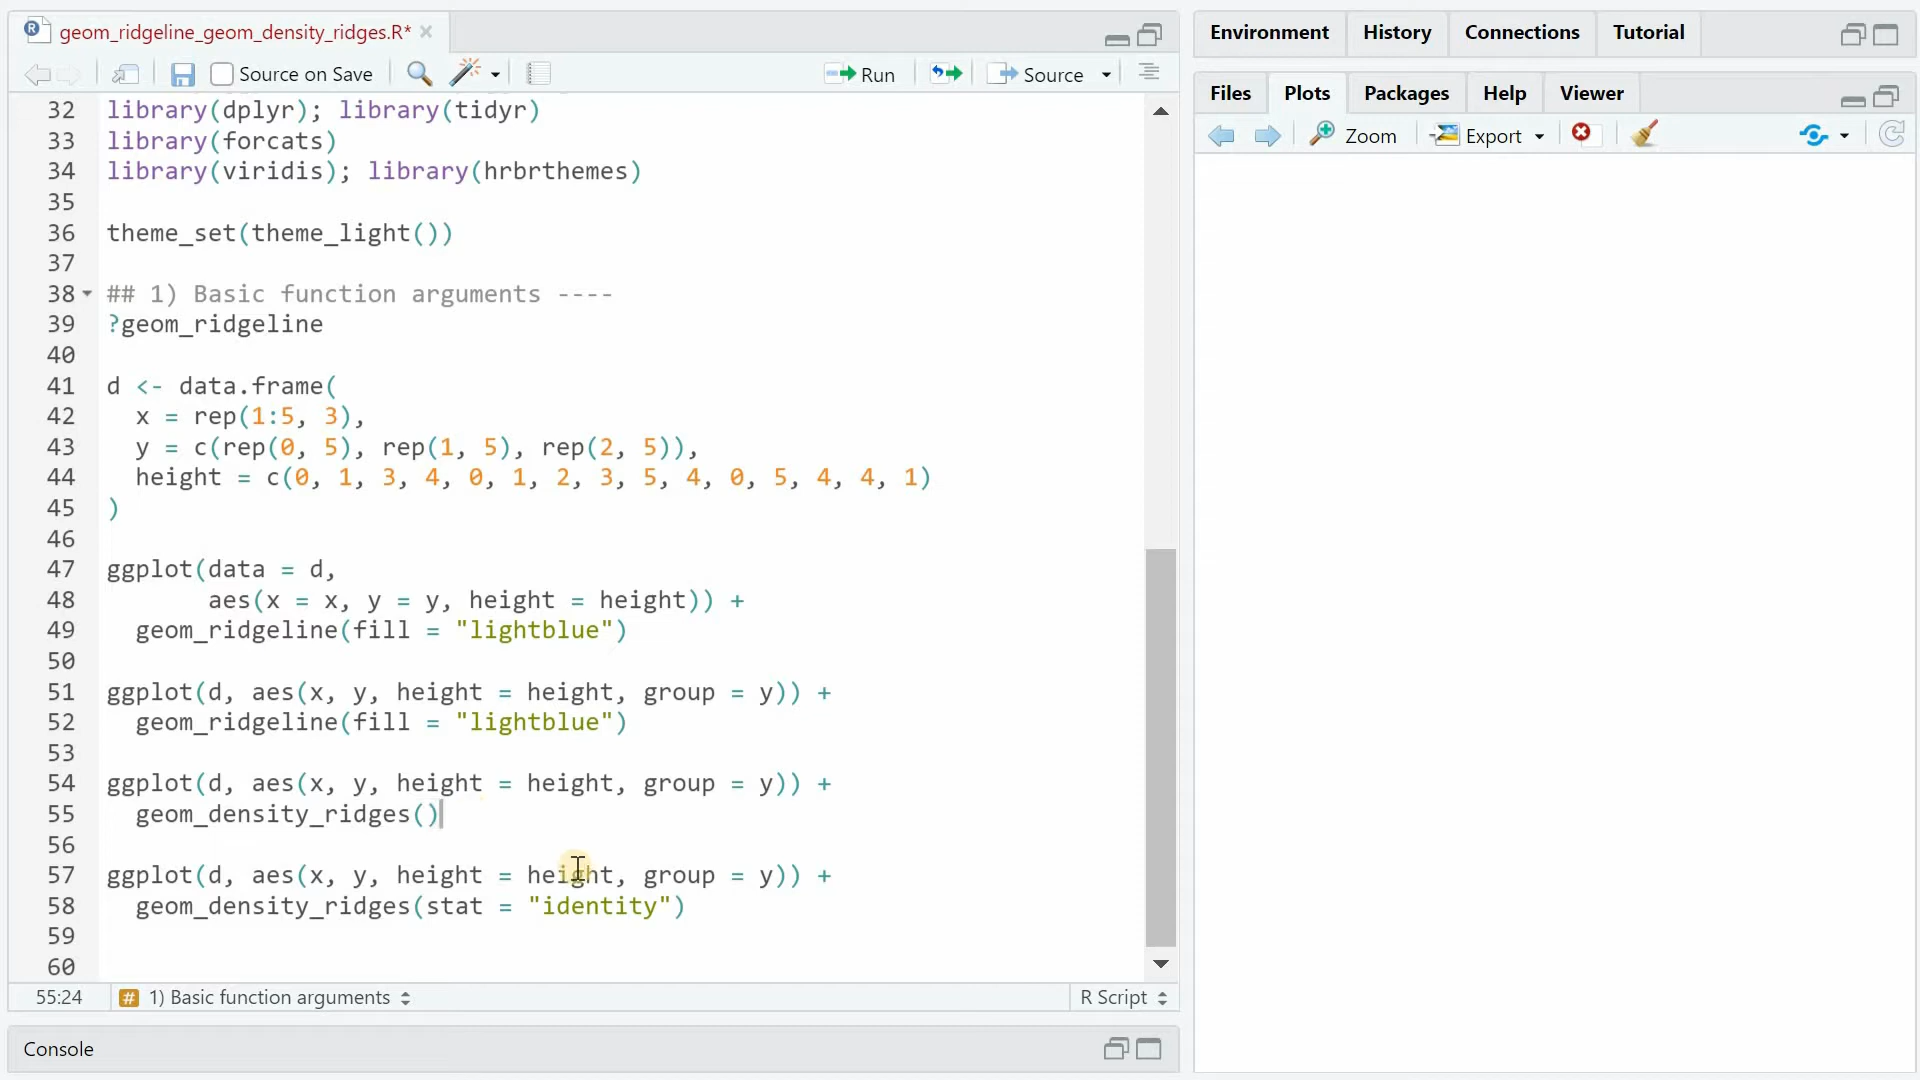 geom_ridgeline_geom_density_ridges.R*
Source on Save
Run
Source
32 library(dplyr); library(tidyr)
33 library(forcats)
34 library(viridis); library(hrbrthemes)
35
36 theme_set(theme_light())
37
38 ## 1) Basic function arguments ----
39 ?geom_ridgeline
40
41 d <- data.frame(
42 x = rep(1:5, 3),
43 y = c(rep(0, 5), rep(1, 5), rep(2, 5)),
44 height = c(0, 1, 3, 4, 0, 1, 2, 3, 5, 4, 0, 5, 4, 4, 1)
45 )
46
47 ggplot(data = d,
48 aes(x = x, y = y, height = height)) +
49 geom_ridgeline(fill = "lightblue")
50
51 ggplot(d, aes(x, y, height = height, group = y)) +
52 geom_ridgeline(fill = "lightblue")
53
54 ggplot(d, aes(x, y, height = height, group = y)) +
55 geom_density_ridges()
56
57 ggplot(d, aes(x, y, height = height, group = y)) +
58 geom_density_ridges(stat = "identity")
59
60
55:24 # 1) Basic function arguments R Script
Console
Environment History Connections Tutorial
Files Plots Packages Help Viewer
Zoom Export